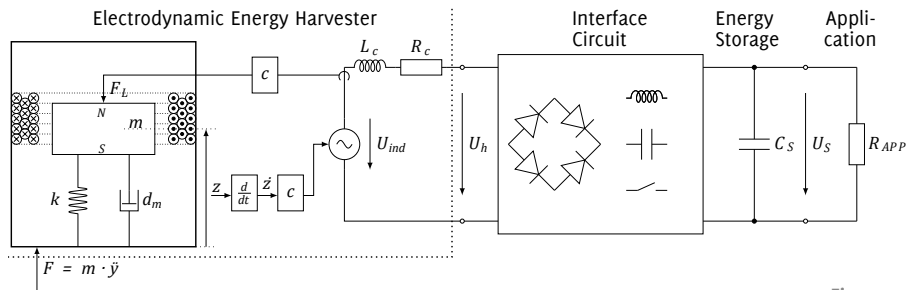 Electrodynamic Energy Harvester
Interface
Circuit
Energy
Storage
Appli-
cation
L_c
R_c
c
F_L
N
m
S
U_ind
U_h
C_S
U_S
R_APP
k
d_m
z
d/dt
ż
c
F = m · ÿ